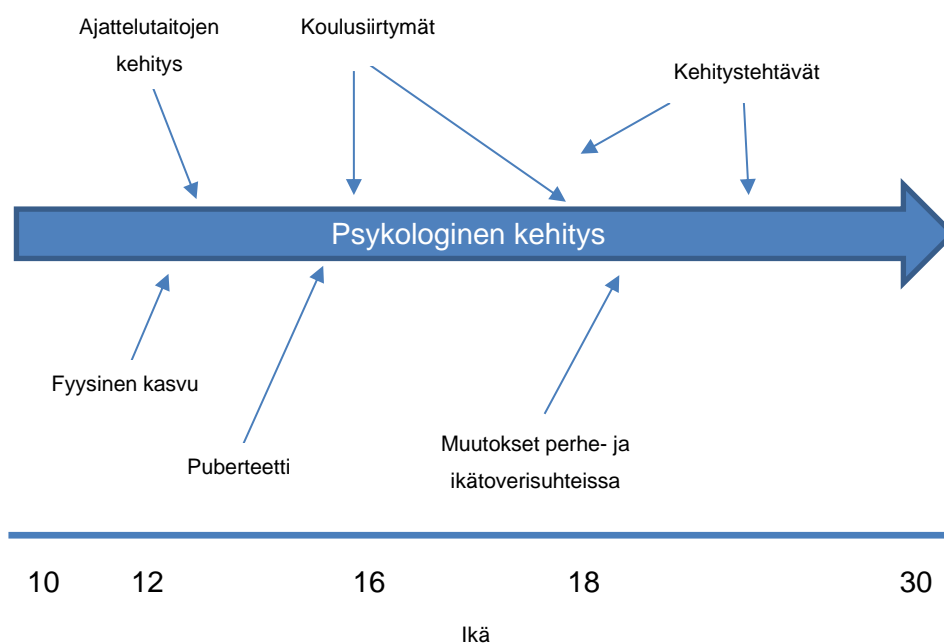 Ajattelutaitojen
kehitys
Koulusiirtymät
Kehitystehtävät
Psykologinen kehitys
Fyysinen kasvu
Puberteetti
Muutokset perhe- ja
ikätoverisuhteissa
10 12 16 18 30
Ikä